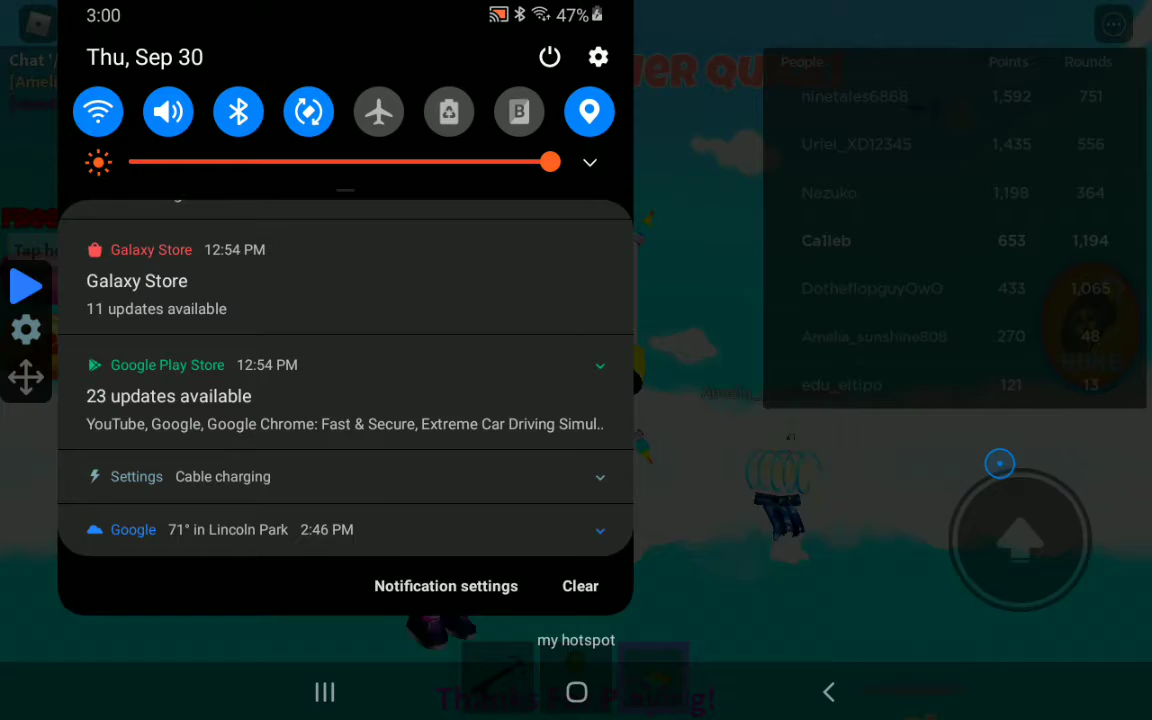 3:00
47%
Thu, Sep 30
Chat '/
[Ameli
People
Points
Rounds
ninetales6868
1,592
751
Uriel_XD12345
1,435
556
Nezuko
1,198
364
Ca1leb
653
1,194
DotheflopguyOwO
433
1,065
Amelia_sunshine808
270
48
edu_eltipo
121
13
Tap h
Galaxy Store 12:54 PM
Galaxy Store
11 updates available
Google Play Store 12:54 PM
23 updates available
YouTube, Google, Google Chrome: Fast & Secure, Extreme Car Driving Simul..
Settings Cable charging
Google 71° in Lincoln Park 2:46 PM
Notification settings
Clear
my hotspot